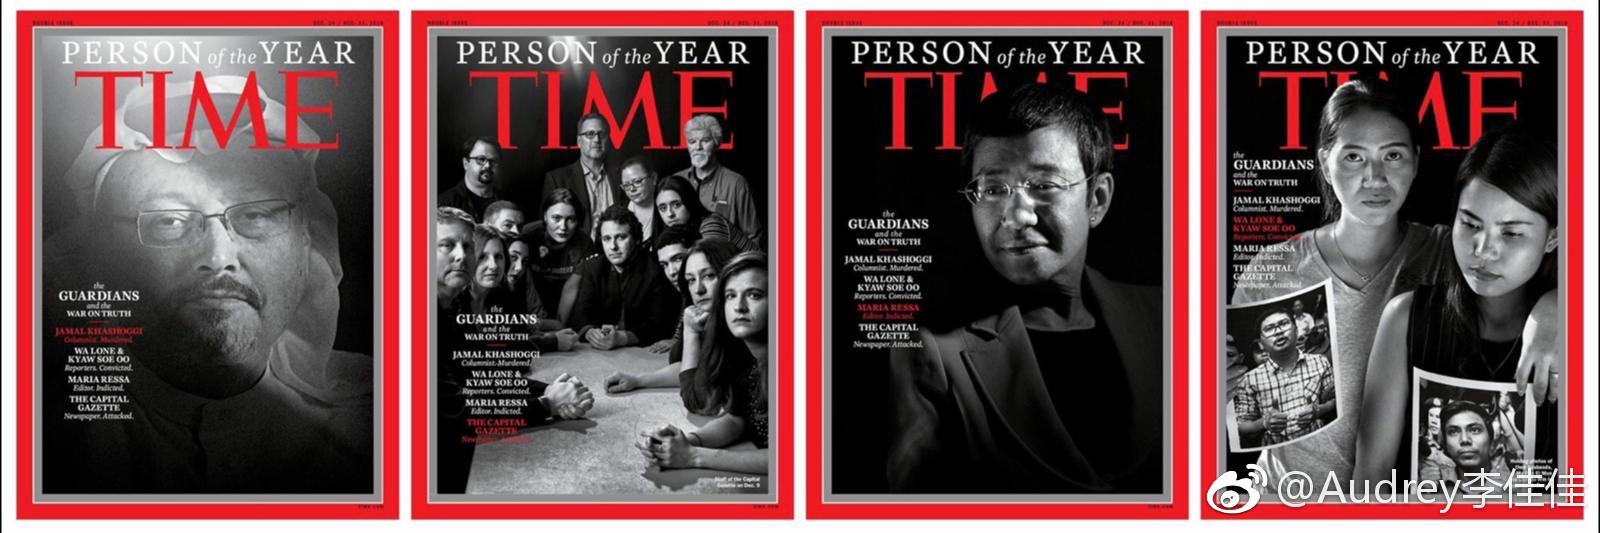 DOUBLE ISSUE
DEC. 24 / DEC. 31, 2018
PERSON of the YEAR
TIME
the
GUARDIANS
and the
WAR ON TRUTH
JAMAL KHASHOGGI
Columnist. Murdered.
WA LONE &
KYAW SOE OO
Reporters. Convicted.
MARIA RESSA
Editor. Indicted.
THE CAPITAL
GAZETTE
Newspaper. Attacked.
TIME.COM
DOUBLE ISSUE
DEC. 24 / DEC. 31, 2018
PERSON of the YEAR
TIME
the
GUARDIANS
and the
WAR ON TRUTH
JAMAL KHASHOGGI
Columnist. Murdered.
WA LONE &
KYAW SOE OO
Reporters. Convicted.
MARIA RESSA
Editor. Indicted.
THE CAPITAL
GAZETTE
Newspaper. Attacked.
Staff of the Capital
Gazette on Dec. 9
TIME.COM
DOUBLE ISSUE
DEC. 24 / DEC. 31, 2018
PERSON of the YEAR
TIME
the
GUARDIANS
and the
WAR ON TRUTH
JAMAL KHASHOGGI
Columnist. Murdered.
WA LONE &
KYAW SOE OO
Reporters. Convicted.
MARIA RESSA
Editor. Indicted.
THE CAPITAL
GAZETTE
Newspaper. Attacked.
TIME.COM
DOUBLE ISSUE
DEC. 24 / DEC. 31, 2018
PERSON of the YEAR
TIME
the
GUARDIANS
and the
WAR ON TRUTH
JAMAL KHASHOGGI
Columnist. Murdered.
WA LONE &
KYAW SOE OO
Reporters. Convicted.
MARIA RESSA
Editor. Indicted.
THE CAPITAL
GAZETTE
Newspaper. Attacked.
Holding photos of
their husbands,
@Audrey李佳佳